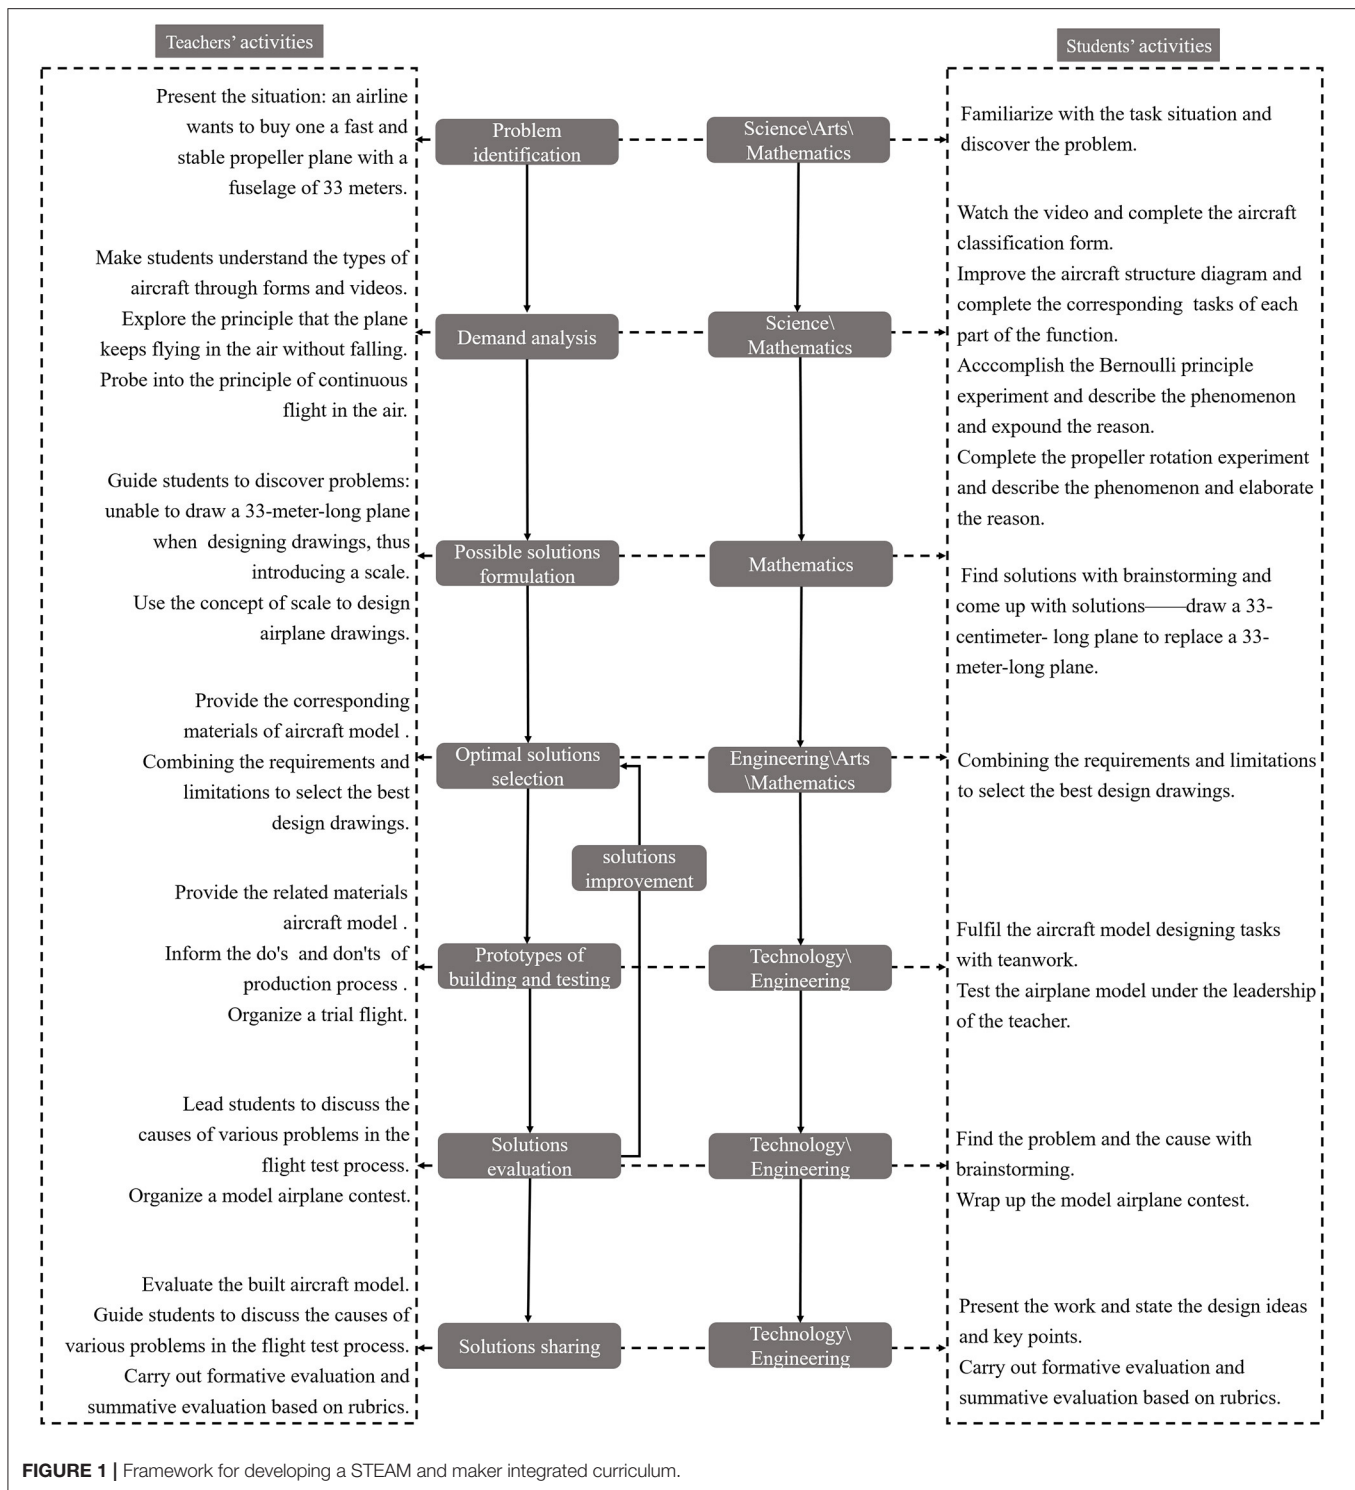 Teachers' activities
Students' activities
Present the situation: an airline
wants to buy one a fast and
stable propeller plane with a
fuselage of 33 meters.
Problem
identification
Science\Arts\
Mathematics
Familiarize with the task situation and
discover the problem.
Make students understand the types of
aircraft through forms and videos.
Explore the principle that the plane
keeps flying in the air without falling.
Probe into the principle of continuous
flight in the air.
Demand analysis
Science\
Mathematics
Watch the video and complete the aircraft
classification form.
Improve the aircraft structure diagram and
complete the corresponding tasks of each
part of the function.
Acccomplish the Bernoulli principle
experiment and describe the phenomenon
and expound the reason.
Complete the propeller rotation experiment
and describe the phenomenon and elaborate
the reason.
Guide students to discover problems:
unable to draw a 33-meter-long plane
when designing drawings, thus
introducing a scale.
Use the concept of scale to design
airplane drawings.
Possible solutions
formulation
Mathematics
Find solutions with brainstorming and
come up with solutions——draw a 33-
centimeter- long plane to replace a 33-
meter-long plane.
Provide the corresponding
materials of aircraft model .
Combining the requirements and
limitations to select the best
design drawings.
Optimal solutions
selection
Engineering\Arts
\Mathematics
Combining the requirements and limitations
to select the best design drawings.
solutions
improvement
Provide the related materials
aircraft model .
Inform the do's and don'ts of
production process .
Organize a trial flight.
Prototypes of
building and testing
Technology\
Engineering
Fulfil the aircraft model designing tasks
with teanwork.
Test the airplane model under the leadership
of the teacher.
Lead students to discuss the
causes of various problems in the
flight test process.
Organize a model airplane contest.
Solutions
evaluation
Technology\
Engineering
Find the problem and the cause with
brainstorming.
Wrap up the model airplane contest.
Evaluate the built aircraft model.
Guide students to discuss the causes of
various problems in the flight test process.
Carry out formative evaluation and
summative evaluation based on rubrics.
Solutions sharing
Technology\
Engineering
Present the work and state the design ideas
and key points.
Carry out formative evaluation and
summative evaluation based on rubrics.
FIGURE 1 | Framework for developing a STEAM and maker integrated curriculum.